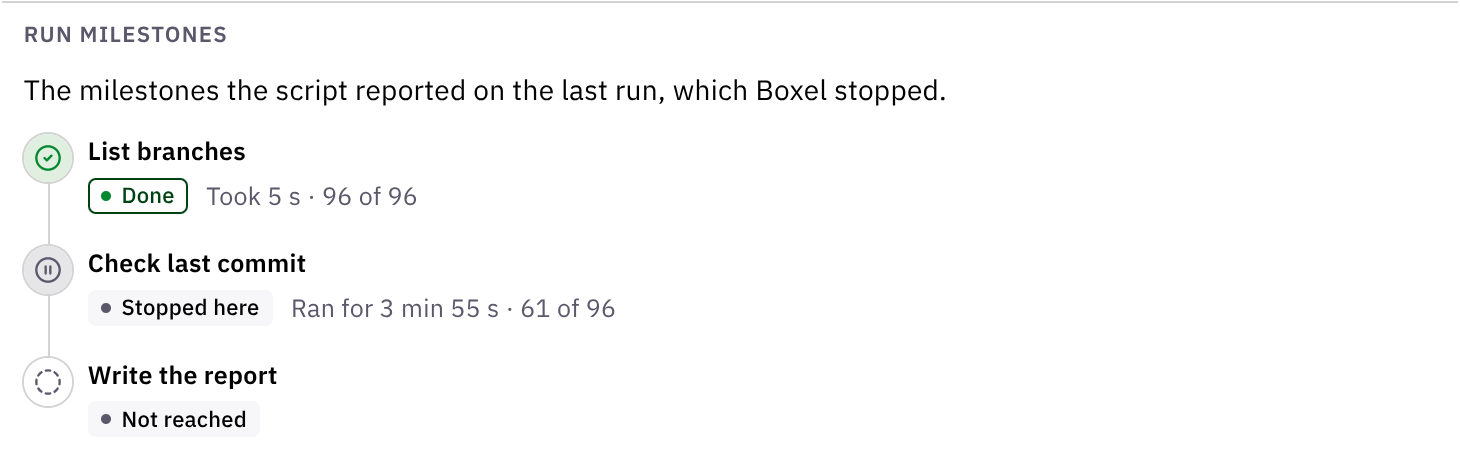 RUN MILESTONES
The milestones the script reported on the last run, which Boxel stopped.
List branches
Done Took 5 s · 96 of 96
Check last commit
Stopped here Ran for 3 min 55 s · 61 of 96
Write the report
Not reached